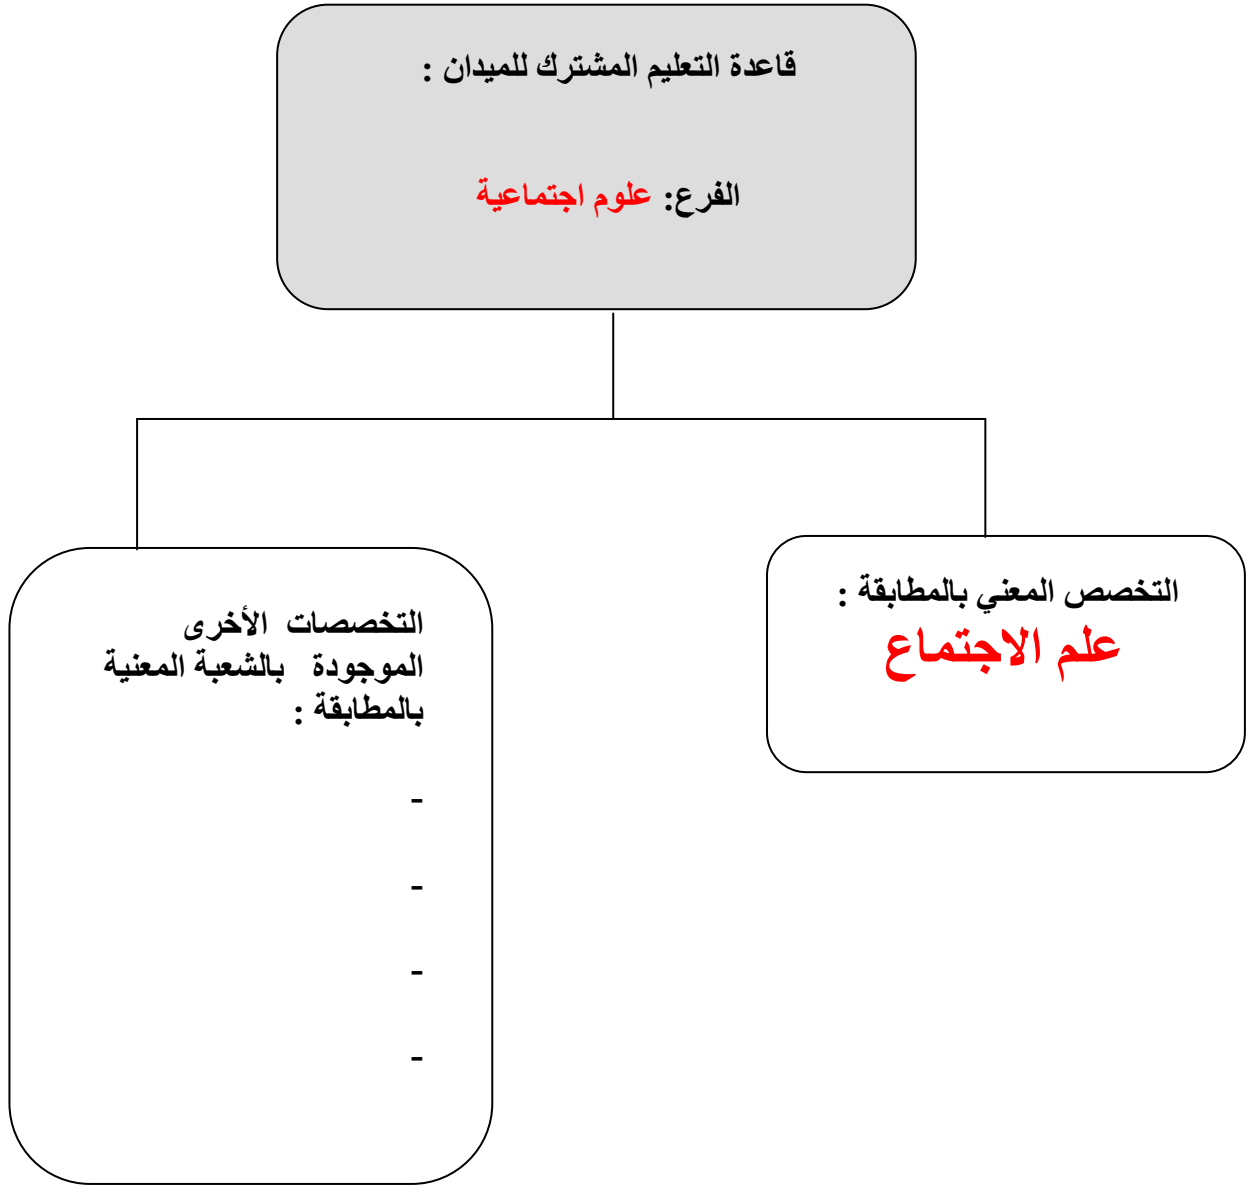 قاعدة التعليم المشترك للميدان :
الفرع: علوم اجتماعية
التخصص المعني بالمطابقة :
علم الاجتماع
التخصصات الأخرى
الموجودة بالشعبة المعنية
بالمطابقة :
-
-
-
-